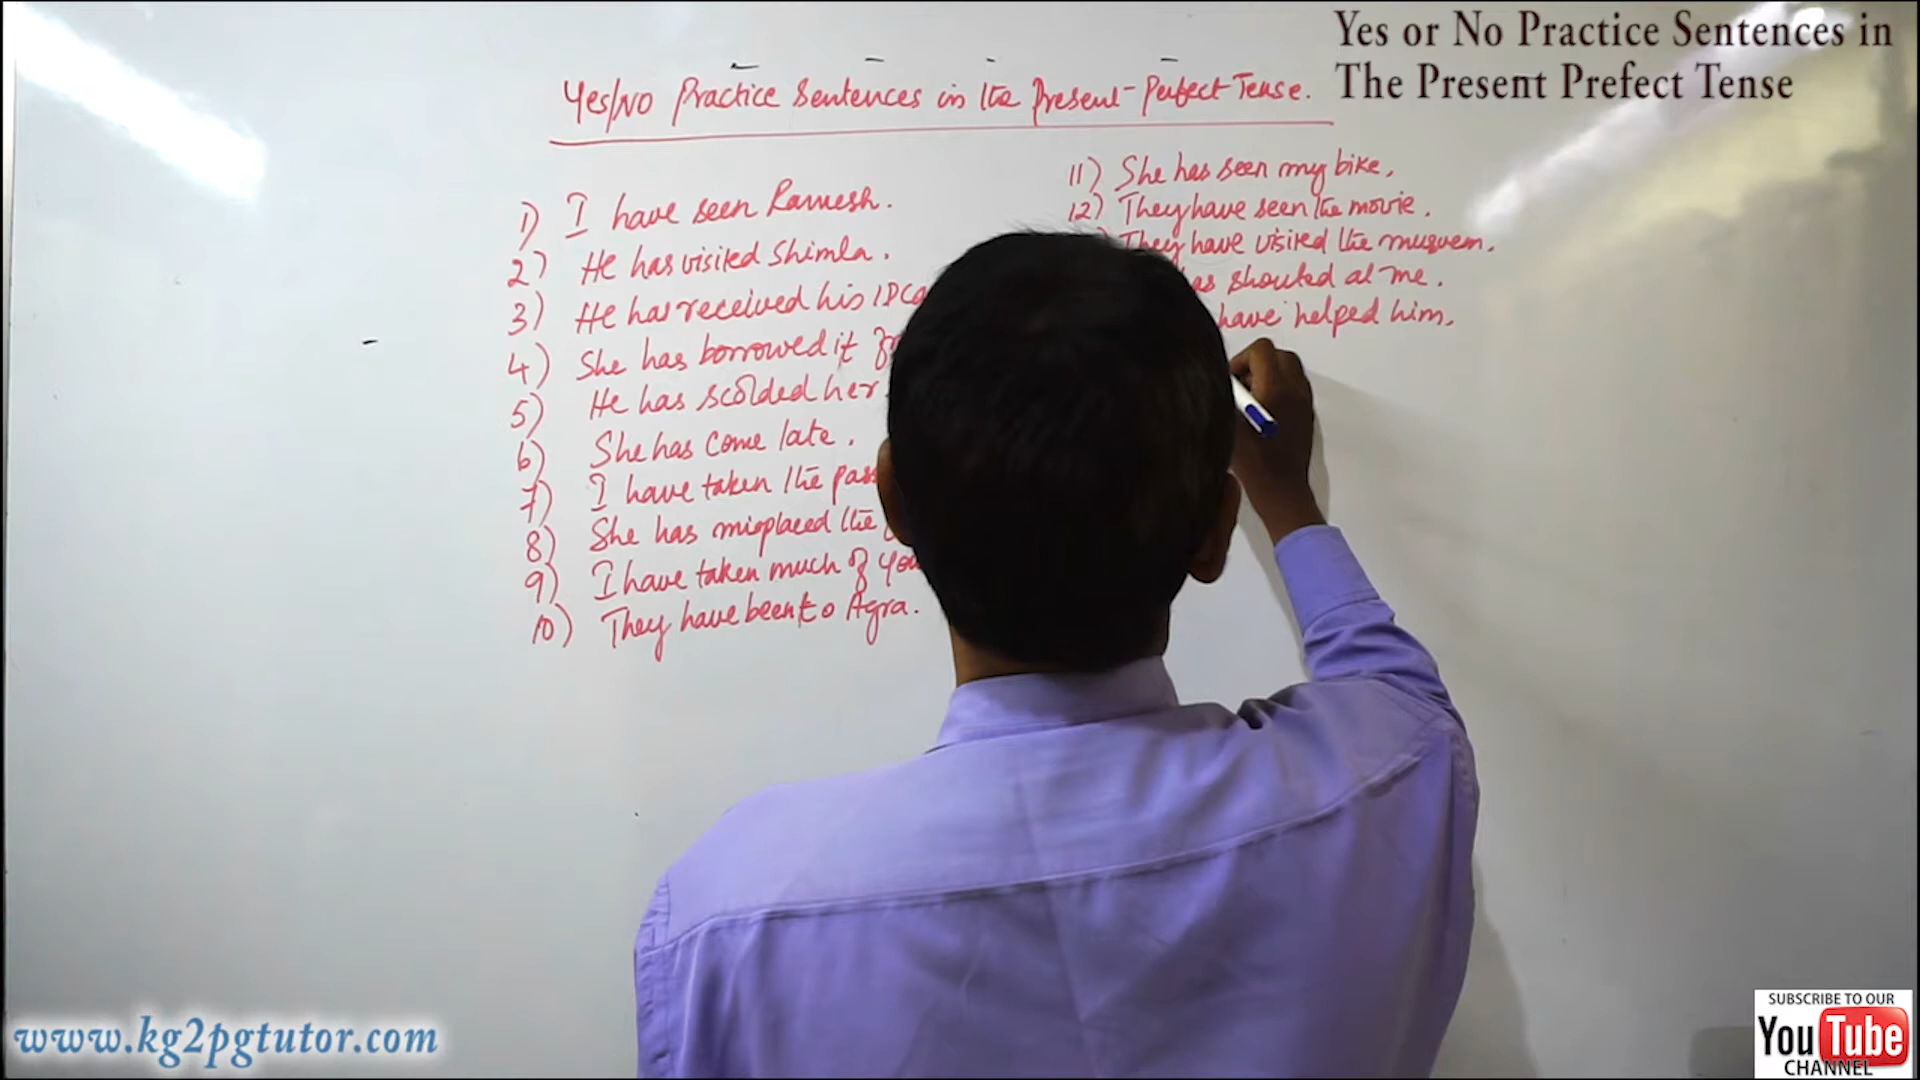 Yes or No Practice Sentences in
The Present Prefect Tense
Yes/No Practice Sentences in the Present Perfect Tense.
1) I have seen Ramesh.
2) He has visited Shimla.
3) He has received his ID
4) She has borrowed it
5) He has scolded her
6) She has come late.
7) I have taken the
8) She has misplaced the
9) I have taken much of
10) They have been to Agra.
11) She has seen my bike.
12) They have seen the movie.
They have visited the musuem.
shouted at me.
have helped him.
www.kg2pgtutor.com
SUBSCRIBE TO OUR
YouTube
CHANNEL